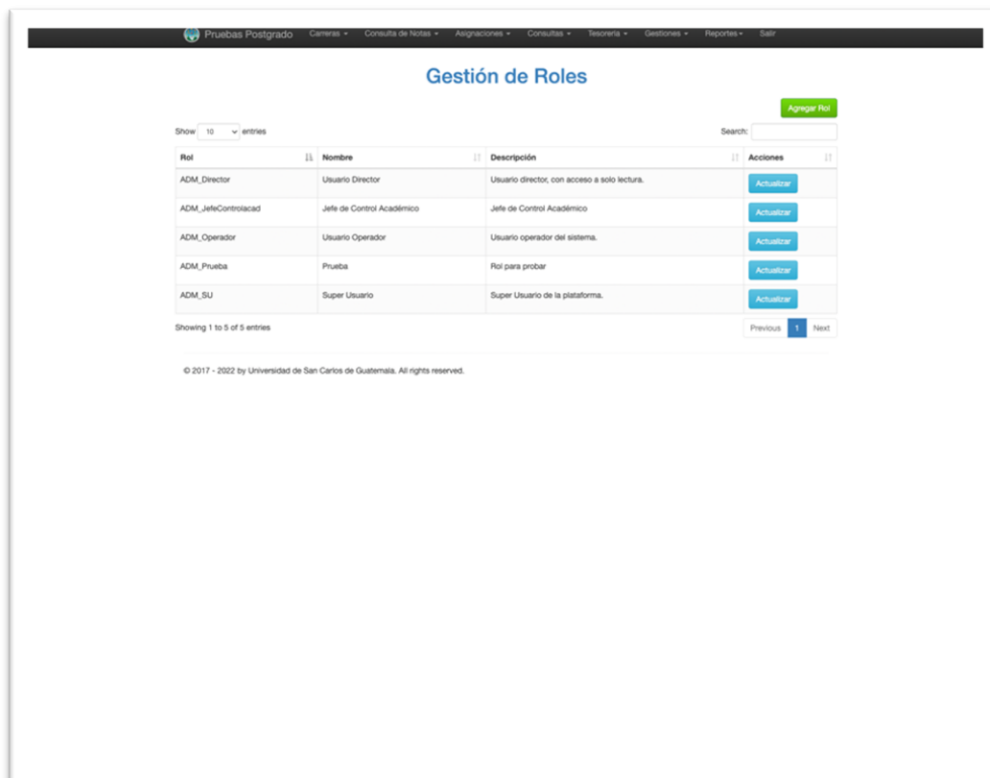 Pruebas Postgrado Carreras Consulta de Notas Asignaciones Consultas Tesorería Gestiones Reportes Salir
Gestión de Roles
Agregar Rol
Show 10 entries Search:
Rol Nombre Descripción Acciones
ADM_Director Usuario Director Usuario director, con acceso a solo lectura. Actualizar
ADM_JefeControlacad Jefe de Control Académico Jefe de Control Académico Actualizar
ADM_Operador Usuario Operador Usuario operador del sistema. Actualizar
ADM_Prueba Prueba Rol para probar Actualizar
ADM_SU Super Usuario Super Usuario de la plataforma. Actualizar
Showing 1 to 5 of 5 entries Previous 1 Next
© 2017 - 2022 by Universidad de San Carlos de Guatemala. All rights reserved.